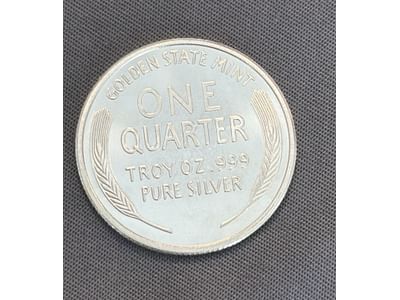 GOLDEN STATE MINT
ONE
QUARTER
TROY OZ .999
PURE SILVER